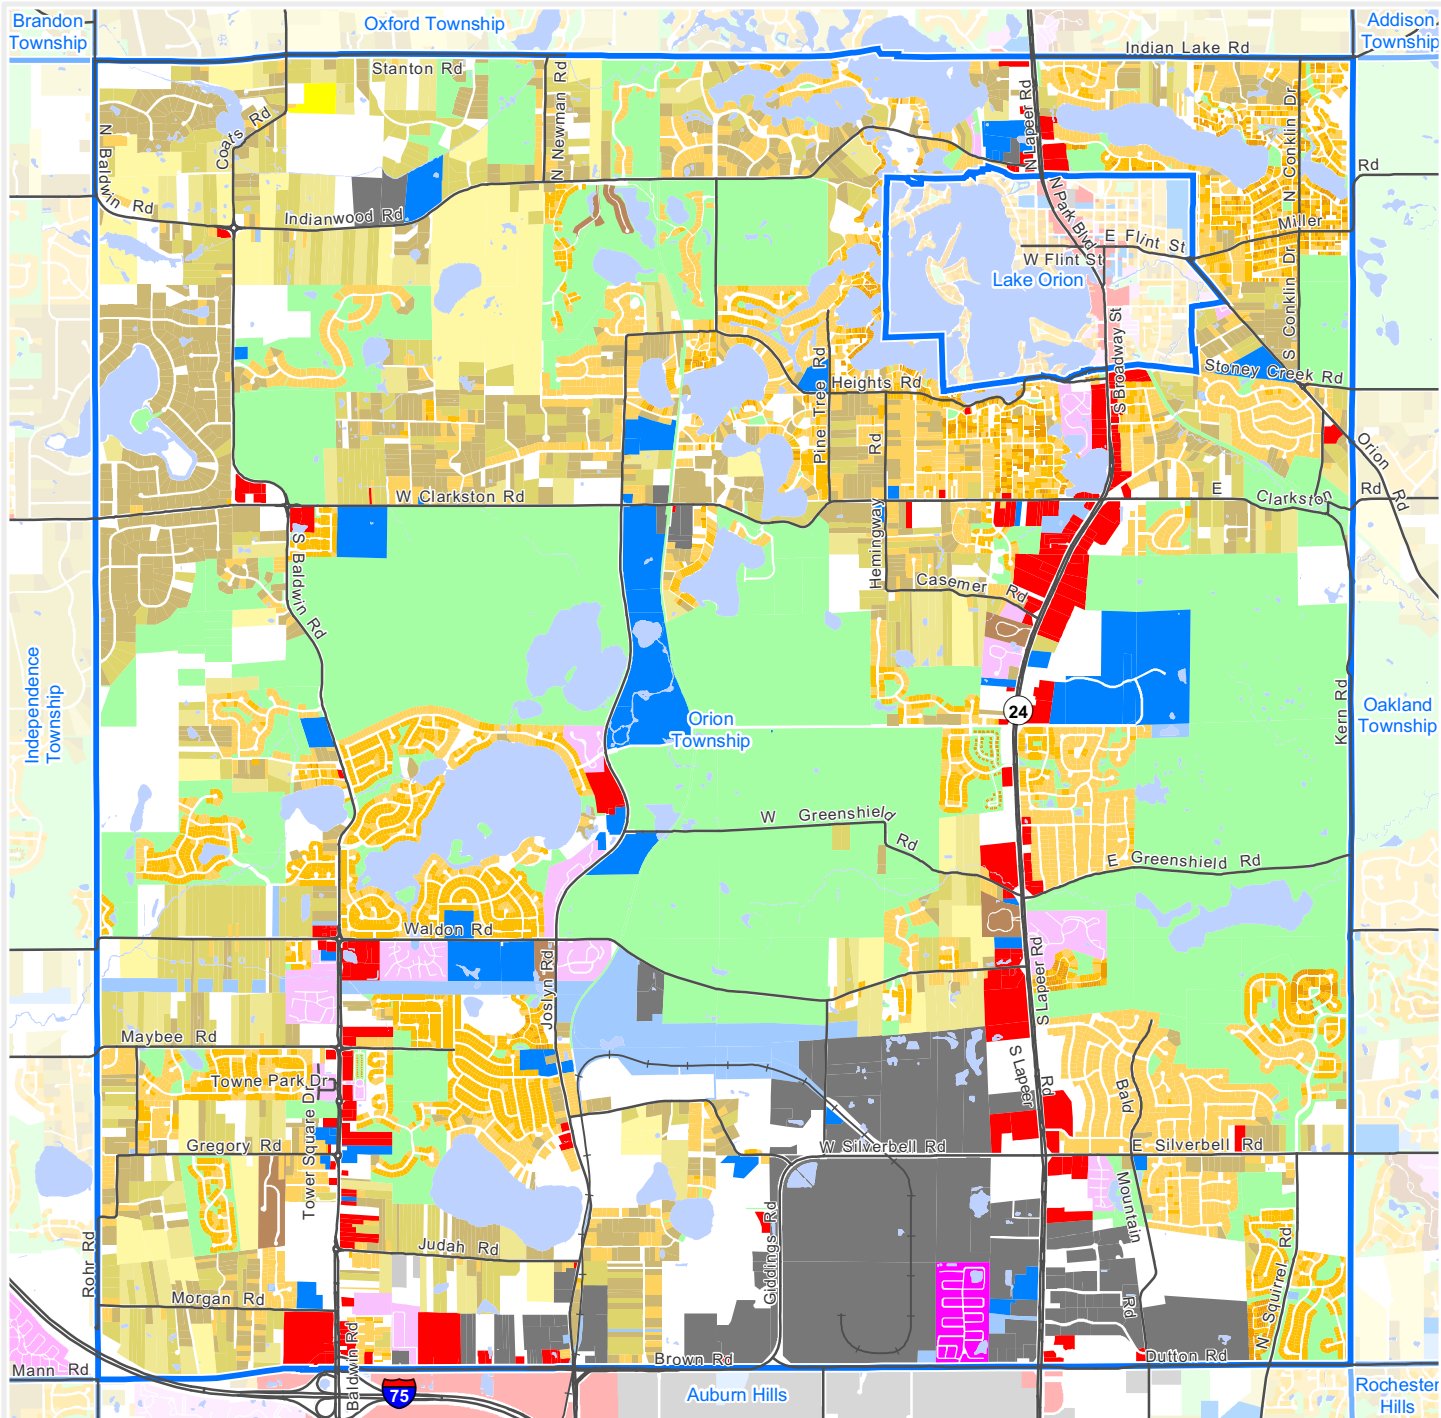 Brandon
Township
Oxford Township
Addison
Township
Indian Lake Rd
Stanton Rd
N Newman Rd
N Lapeer Rd
N Conklin Dr
Coats Rd
N Baldwin Rd
Indianwood Rd
N Park Blvd
E Flint St
W Flint St
Miller
Rd
Lake Orion
S Conklin Dr
S Broadway St
Stoney Creek Rd
Heights Rd
Pine Tree Rd
Hemingway Rd
Orion Rd
W Clarkston Rd
E Clarkston Rd
S Baldwin Rd
Casemer Rd
Independence
Township
Orion
Township
24
Kern Rd
Oakland
Township
W Greenshield Rd
E Greenshield Rd
Waldon Rd
Joslyn Rd
S Lapeer Rd
Maybee Rd
Towne Park Dr
Tower Square Dr
S Lapeer Rd
Bald Mountain Rd
Gregory Rd
W Silverbell Rd
E Silverbell Rd
Rohr Rd
Judah Rd
Giddings Rd
N Squirrel Rd
Morgan Rd
Baldwin Rd
Mann Rd
Brown Rd
Dutton Rd
75
Auburn Hills
Rochester
Hills